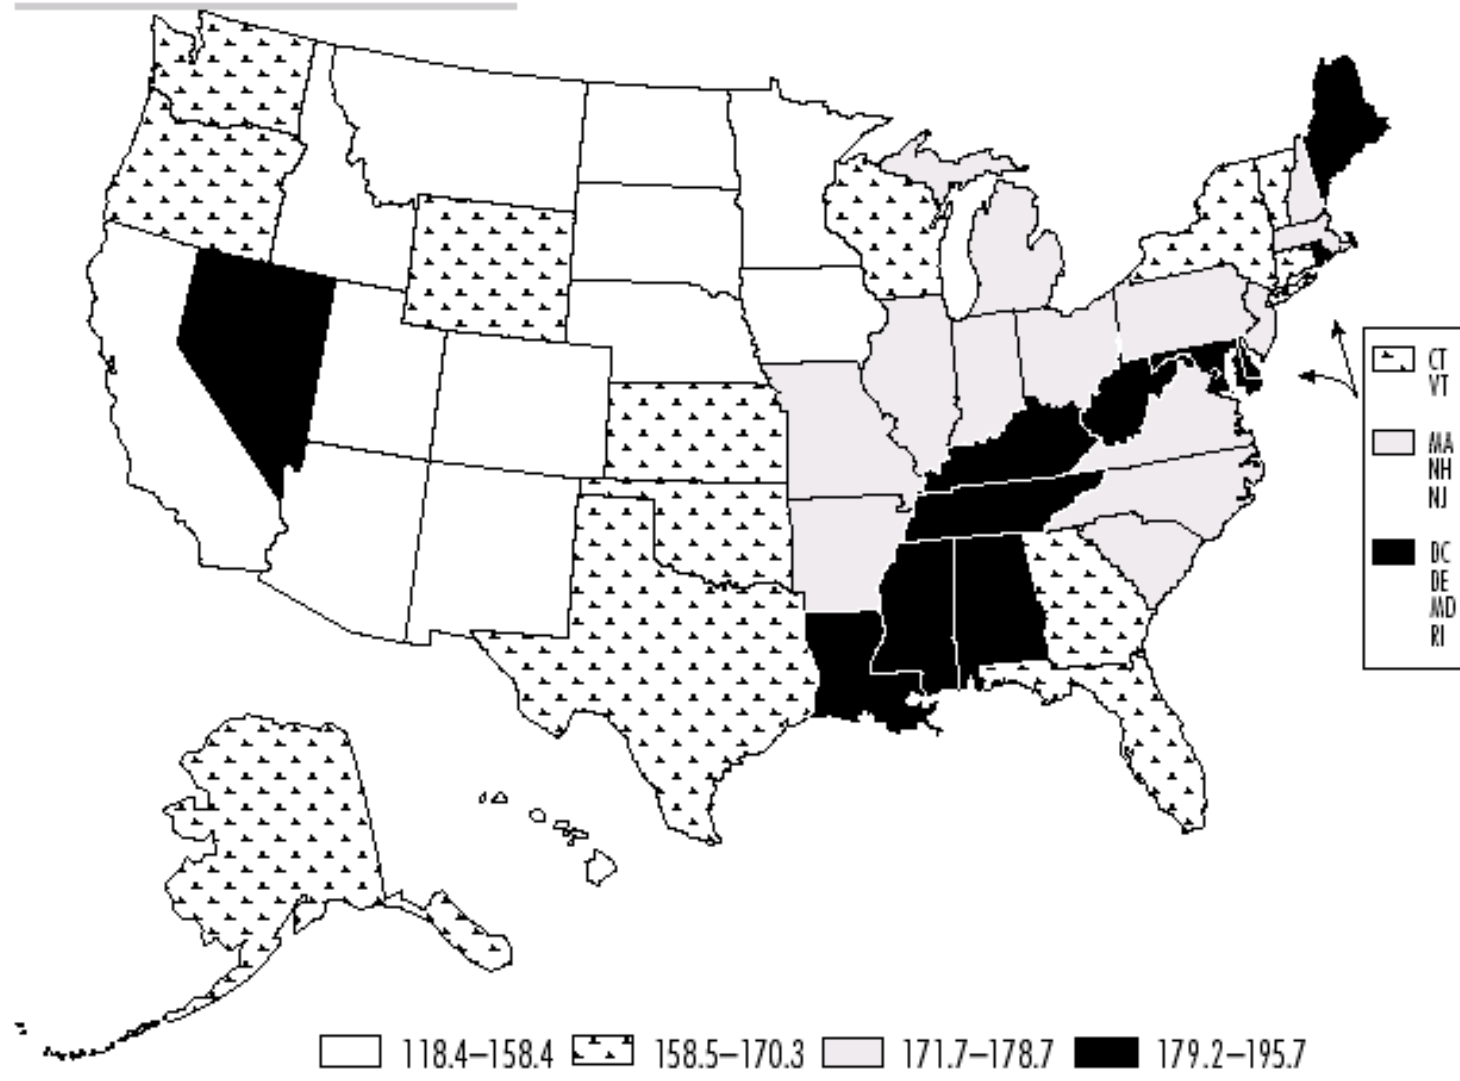 CT
VT
MA
NH
NJ
DC
DE
MD
RI
118.4–158.4 158.5–170.3 171.7–178.7 179.2–195.7